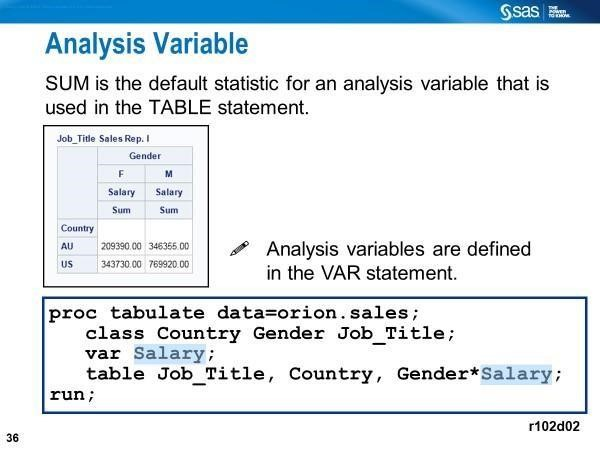 sas THE POWER TO KNOW.
Analysis Variable
SUM is the default statistic for an analysis variable that is
used in the TABLE statement.
Job_Title Sales Rep. I
Gender
F M
Salary Salary
Sum Sum
Country
AU 209390.00 346355.00
US 343730.00 769920.00
Analysis variables are defined
in the VAR statement.
proc tabulate data=orion.sales;
class Country Gender Job_Title;
var Salary;
table Job_Title, Country, Gender*Salary;
run;
r102d02
36